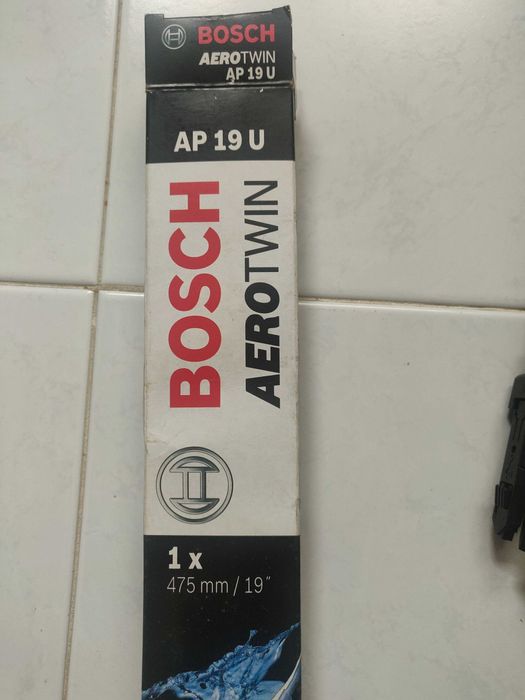 BOSCH
AEROTWIN
AP 19 U
AP 19 U
BOSCH
AEROTWIN
1 x
475 mm / 19"